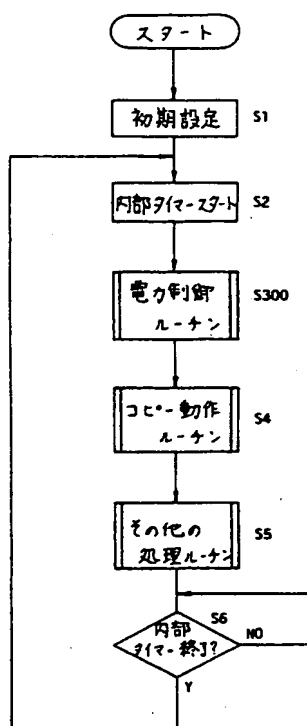 スタート
初期設定 S1
内部タイマースタート S2
電力制御
ルーチン
S300
コピー動作
ルーチン
S4
その他の
処理ルーチン
S5
S6
内部
タイマー終了?
NO
Y